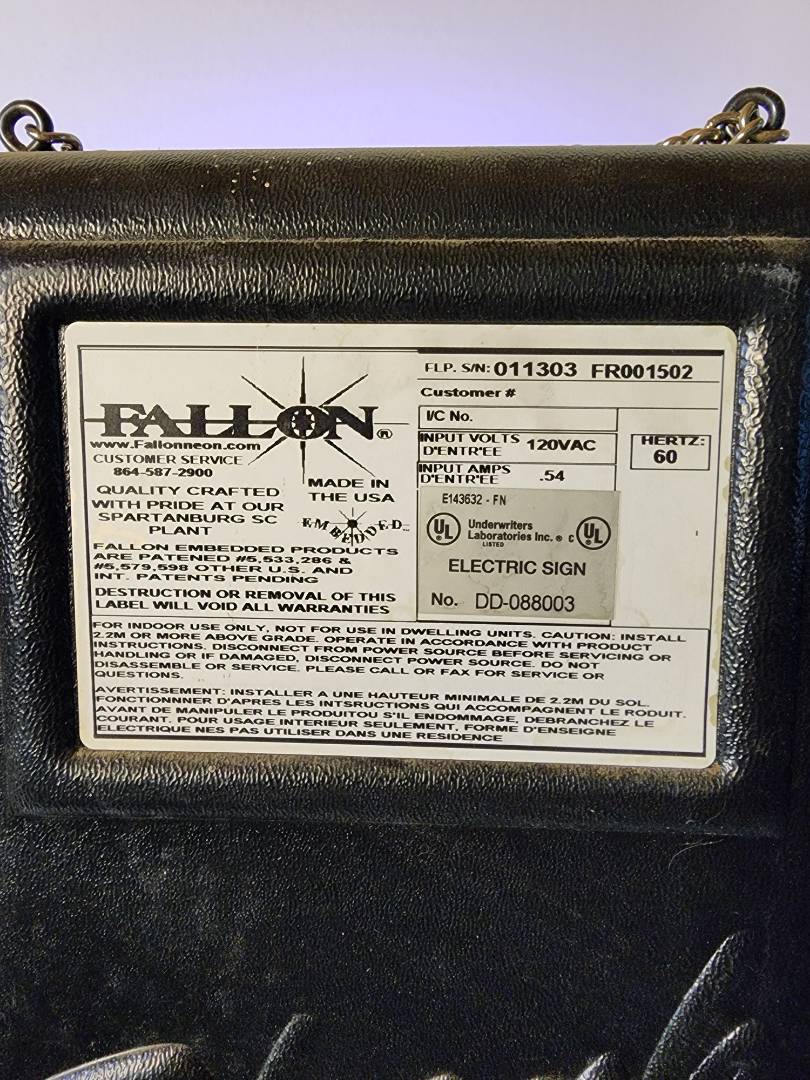 FALLON®
www.Fallonneon.com
CUSTOMER SERVICE
864-587-2900
QUALITY CRAFTED
WITH PRIDE AT OUR
SPARTANBURG SC
PLANT
MADE IN
THE USA
EMBEDDED
FALLON EMBEDDED PRODUCTS
ARE PATENED #5,533,286 &
#5,579,598 OTHER U.S. AND
INT. PATENTS PENDING
DESTRUCTION OR REMOVAL OF THIS
LABEL WILL VOID ALL WARRANTIES
FLP. S/N: 011303 FR001502
Customer #
I/C No.
INPUT VOLTS 120VAC
D'ENTR'EE
HERTZ:
60
INPUT AMPS .54
D'ENTR'EE
E143632 - FN
UL Underwriters
Laboratories Inc.® C UL
LISTED
ELECTRIC SIGN
No. DD-088003
FOR INDOOR USE ONLY, NOT FOR USE IN DWELLING UNITS. CAUTION: INSTALL
2.2M OR MORE ABOVE GRADE. OPERATE IN ACCORDANCE WITH PRODUCT
INSTRUCTIONS. DISCONNECT FROM POWER SOURCE BEFORE SERVICING OR
HANDLING OR IF DAMAGED, DISCONNECT POWER SOURCE. DO NOT
DISASSEMBLE OR SERVICE. PLEASE CALL OR FAX FOR SERVICE OR
QUESTIONS.
AVERTISSEMENT: INSTALLER A UNE HAUTEUR MINIMALE DE 2.2M DU SOL.
FONCTIONNNER D'APRES LES INTSRUCTIONS QUI ACCOMPAGNENT LE RODUIT.
AVANT DE MANIPULER LE PRODUITOU S'IL ENDOMMAGE, DEBRANCHEZ LE
COURANT. POUR USAGE INTERIEUR SEULEMENT, FORME D'ENSEIGNE
ELECTRIQUE NES PAS UTILISER DANS UNE RESIDENCE